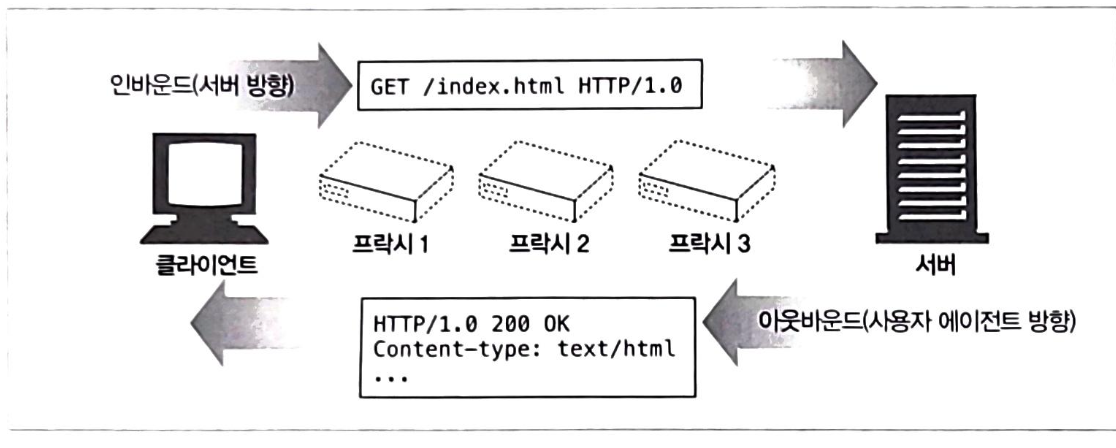 인바운드(서버 방향)
GET /index.html HTTP/1.0
프락시 1
프락시 2
프락시 3
클라이언트
서버
HTTP/1.0 200 OK
Content-type: text/html
...
아웃바운드(사용자 에이전트 방향)